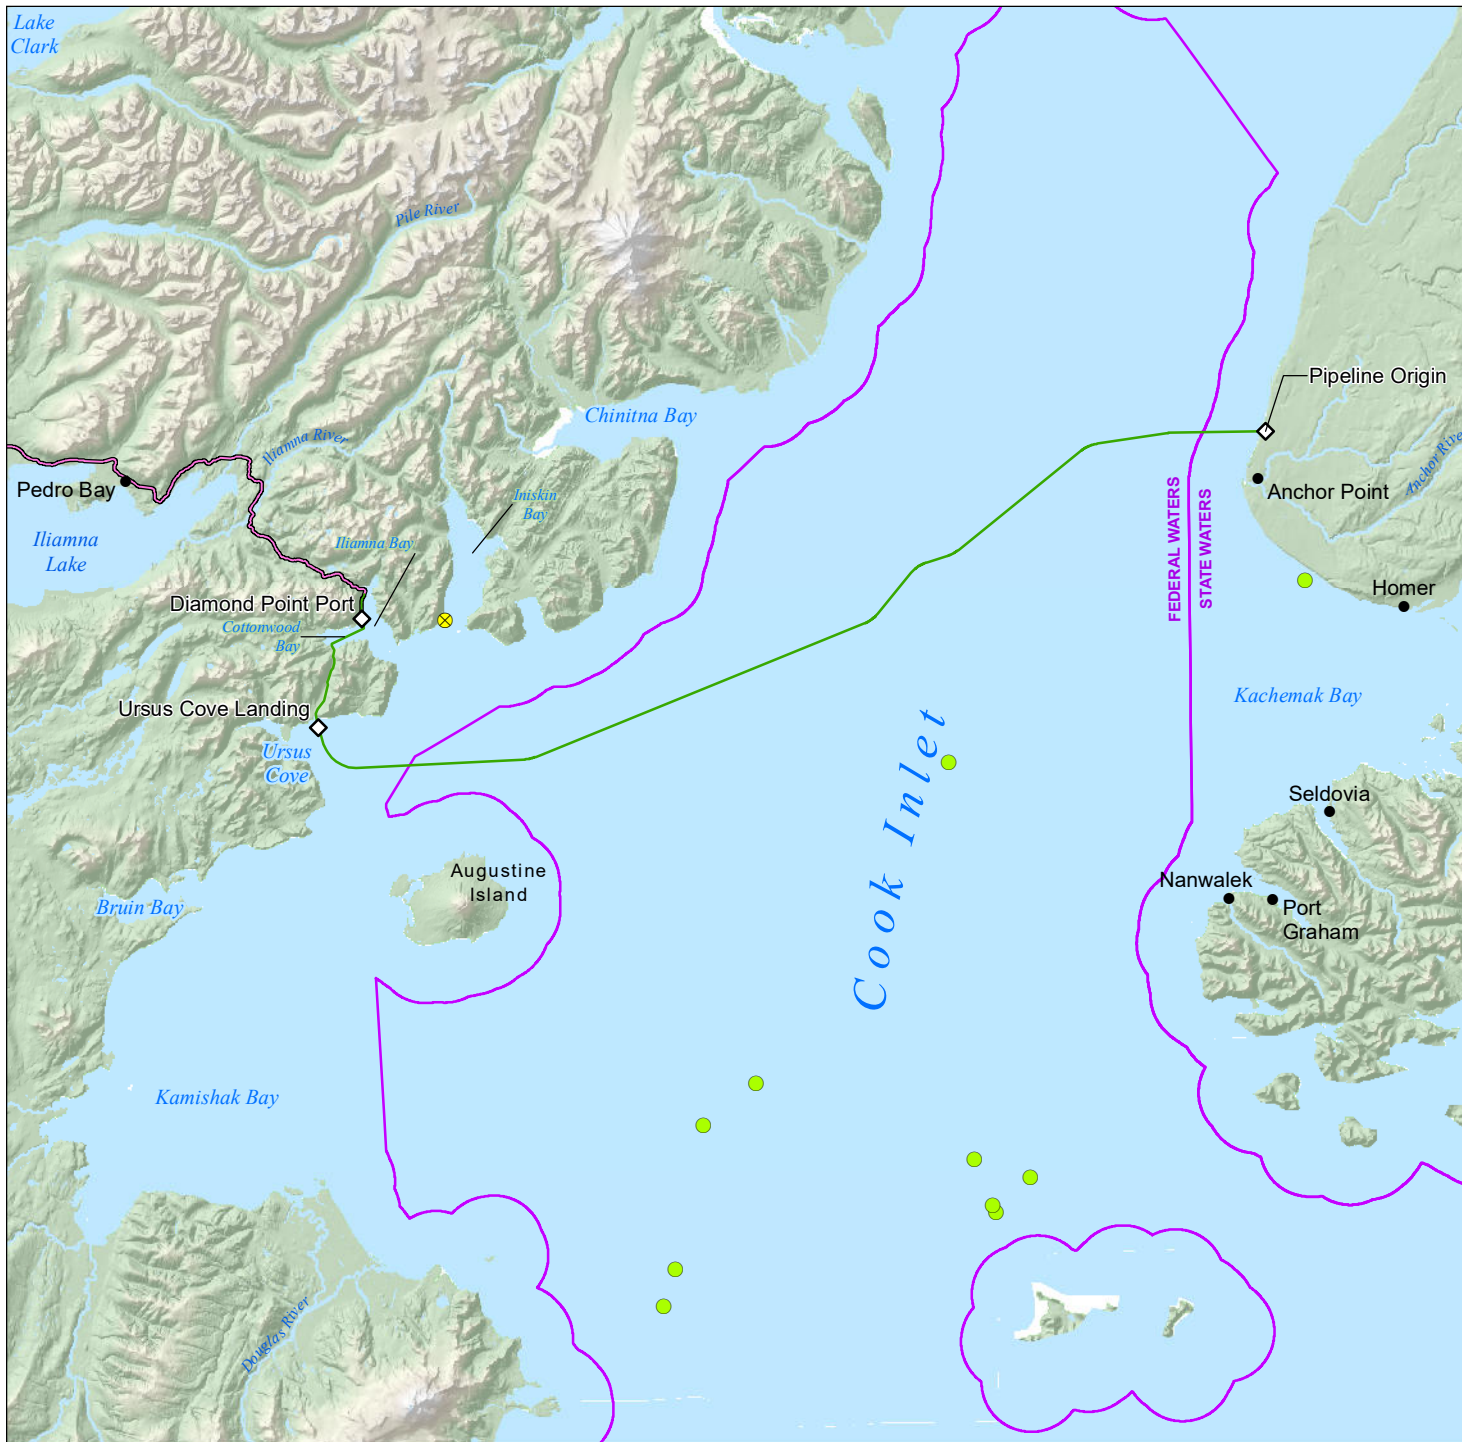 Lake
Clark
Pile River
Pipeline Origin
Chinitna Bay
Iliamna River
Anchor River
Pedro Bay
Iniskin
Bay
Anchor Point
FEDERAL WATERS
STATE WATERS
Iliamna
Lake
Iliamna Bay
Homer
Diamond Point Port
Cottonwood
Bay
Kachemak Bay
Ursus Cove Landing
Ursus
Cove
Cook Inlet
Seldovia
Augustine
Island
Nanwalek
Bruin Bay
Port
Graham
Kamishak Bay
Douglas River